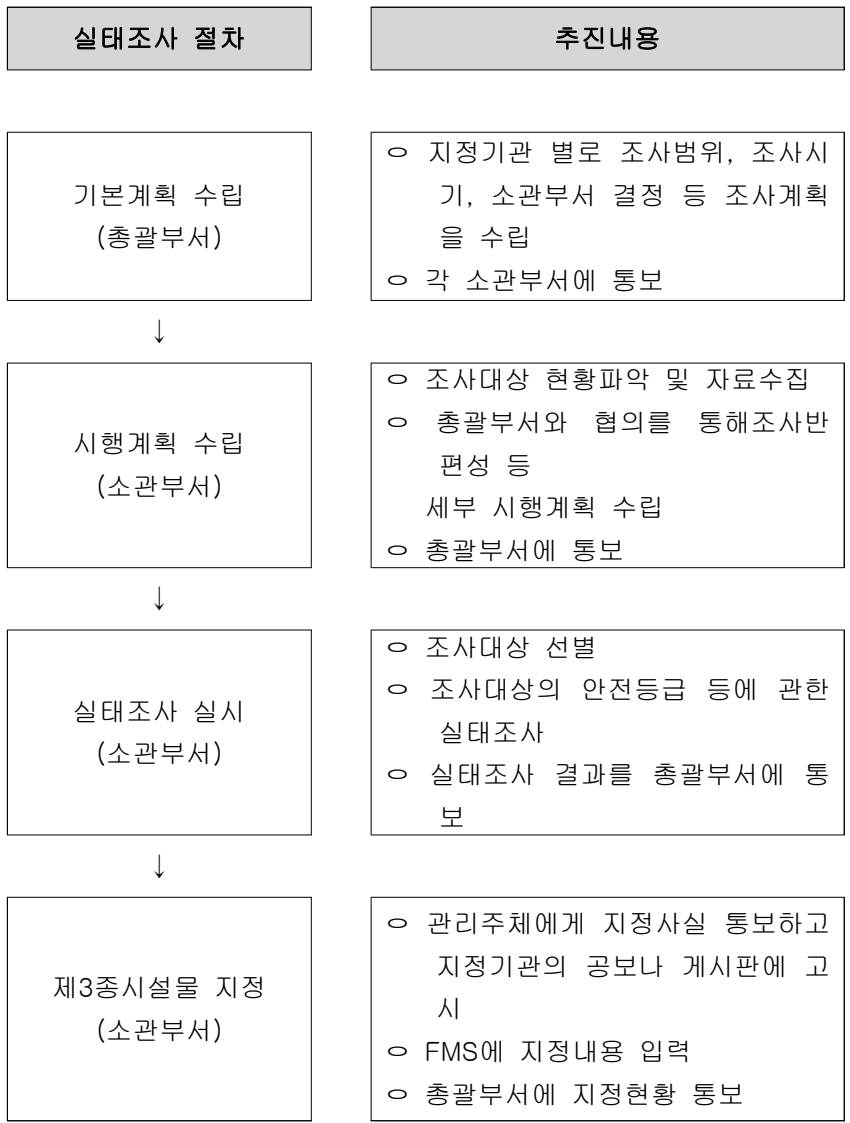 실태조사 절차
추진내용
기본계획 수립
(총괄부서)
ㅇ 지정기관 별로 조사범위, 조사시
기, 소관부서 결정 등 조사계획
을 수립
ㅇ 각 소관부서에 통보
↓
시행계획 수립
(소관부서)
ㅇ 조사대상 현황파악 및 자료수집
ㅇ 총괄부서와 협의를 통해조사반
편성 등
세부 시행계획 수립
ㅇ 총괄부서에 통보
↓
실태조사 실시
(소관부서)
ㅇ 조사대상 선별
ㅇ 조사대상의 안전등급 등에 관한
실태조사
ㅇ 실태조사 결과를 총괄부서에 통
보
↓
제3종시설물 지정
(소관부서)
ㅇ 관리주체에게 지정사실 통보하고
지정기관의 공보나 게시판에 고
시
ㅇ FMS에 지정내용 입력
ㅇ 총괄부서에 지정현황 통보